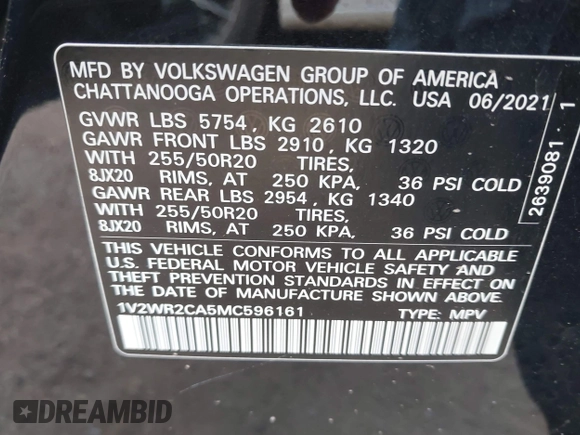 MFD BY VOLKSWAGEN GROUP OF AMERICA
CHATTANOOGA OPERATIONS, LLC. USA 06/2021
GVWR LBS 5754, KG 2610
GAWR FRONT LBS 2910, KG 1320
WITH 255/50R20 TIRES,
8JX20 RIMS, AT 250 KPA, 36 PSI COLD
GAWR REAR LBS 2954, KG 1340
WITH 255/50R20 TIRES,
8JX20 RIMS, AT 250 KPA, 36 PSI COLD
THIS VEHICLE CONFORMS TO ALL APPLICABLE
U.S. FEDERAL MOTOR VEHICLE SAFETY AND
THEFT PREVENTION STANDARDS IN EFFECT ON
THE DATE OF MANUFACTURE SHOWN ABOVE.
1V2WR2CA5MC596161 TYPE: MPV
2639081 1
DREAMBID